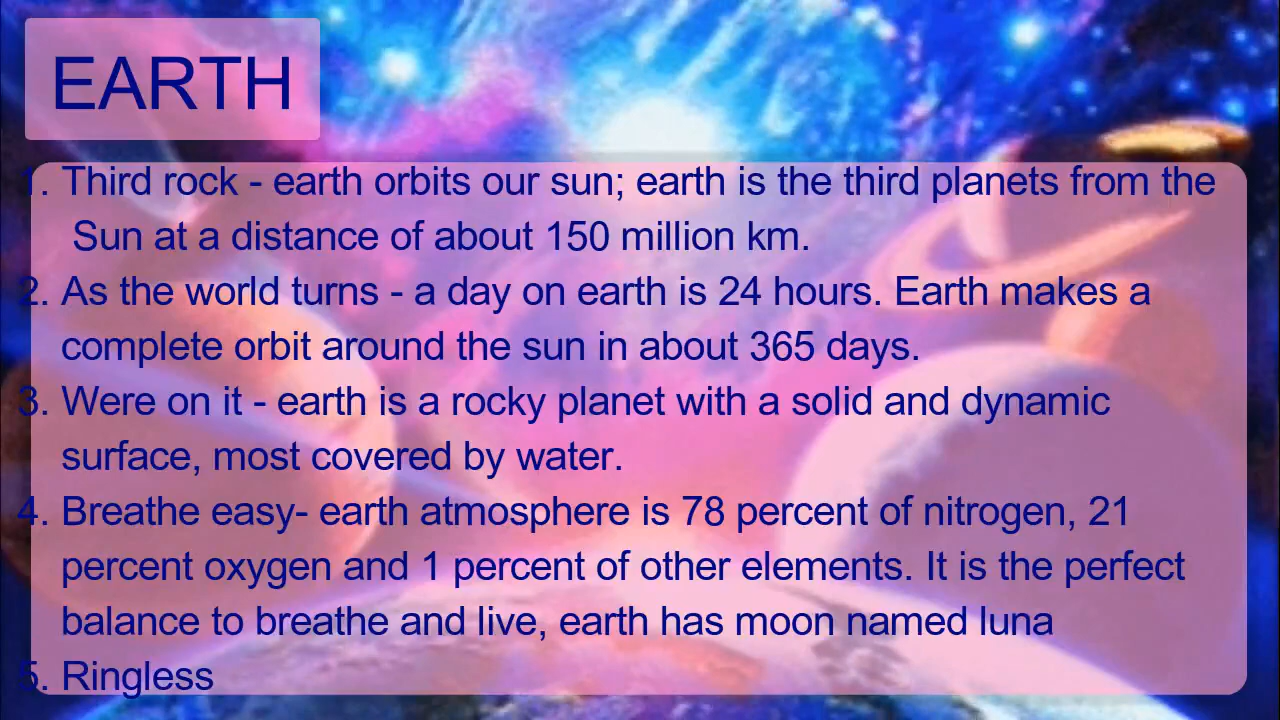 EARTH
1. Third rock - earth orbits our sun; earth is the third planets from the
Sun at a distance of about 150 million km.
2. As the world turns - a day on earth is 24 hours. Earth makes a
complete orbit around the sun in about 365 days.
3. Were on it - earth is a rocky planet with a solid and dynamic
surface, most covered by water.
4. Breathe easy- earth atmosphere is 78 percent of nitrogen, 21
percent oxygen and 1 percent of other elements. It is the perfect
balance to breathe and live, earth has moon named luna
5. Ringless